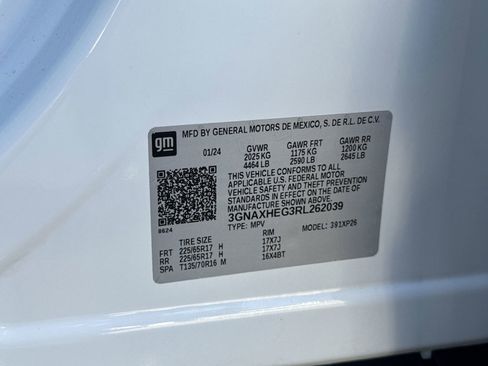 gm
MFD BY GENERAL MOTORS DE MEXICO, S. DE R.L. DE C.V.
01/24 GVWR GAWR FRT GAWR RR
2025 KG 1175 KG 1200 KG
4464 LB 2590 LB 2645 LB
THIS VEHICLE CONFORMS TO ALL
APPLICABLE U.S. FEDERAL MOTOR
VEHICLE SAFETY, BUMPER, AND THEFT
PREVENTION STANDARDS IN EFFECT ON
THE DATE OF MANUFACTURE SHOWN ABOVE.
3GNAXHEG3RL262039
8624 TYPE: MPV MODEL: 391XP26
TIRE SIZE RIM
FRT 225/65R17 H 17X7J
RR 225/65R17 H 17X7J
SPA T135/70R16 M 16X4BT